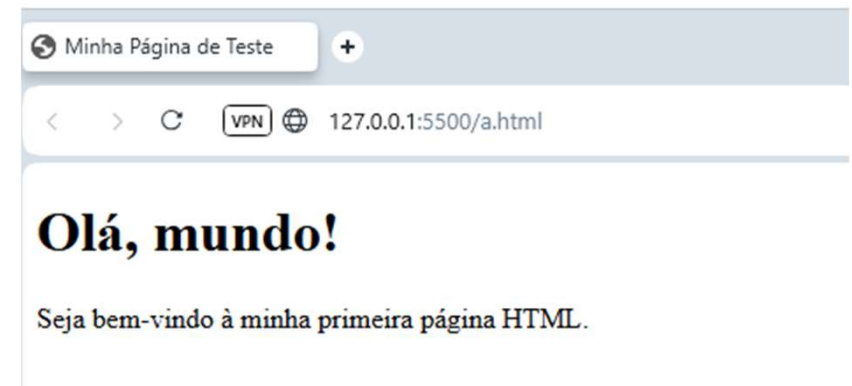 Minha Página de Teste
VPN 127.0.0.1:5500/a.html
Olá, mundo!
Seja bem-vindo à minha primeira página HTML.